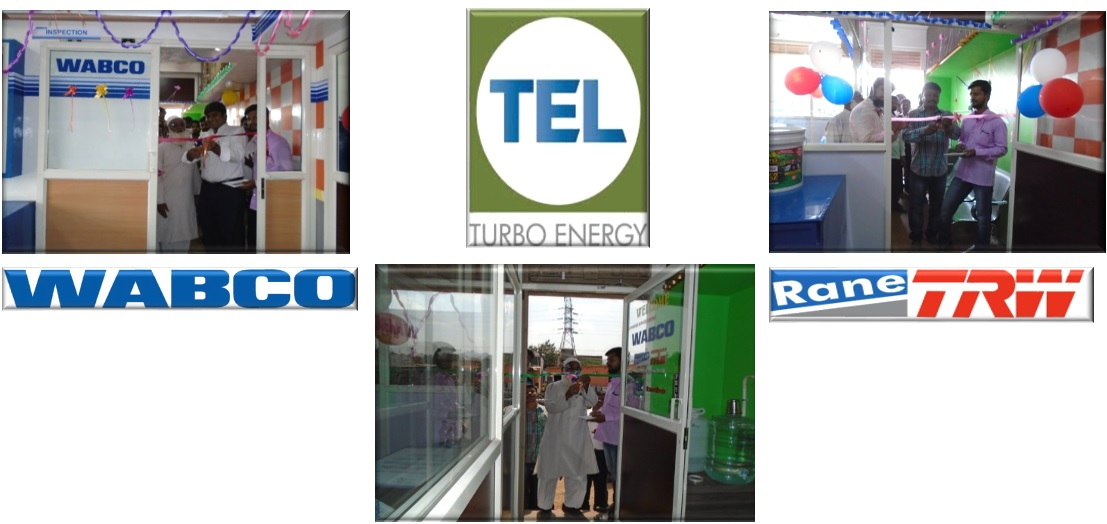 INSPECTION
WABCO
TEL
TURBO ENERGY
WABCO
Rane TRW
WABCO